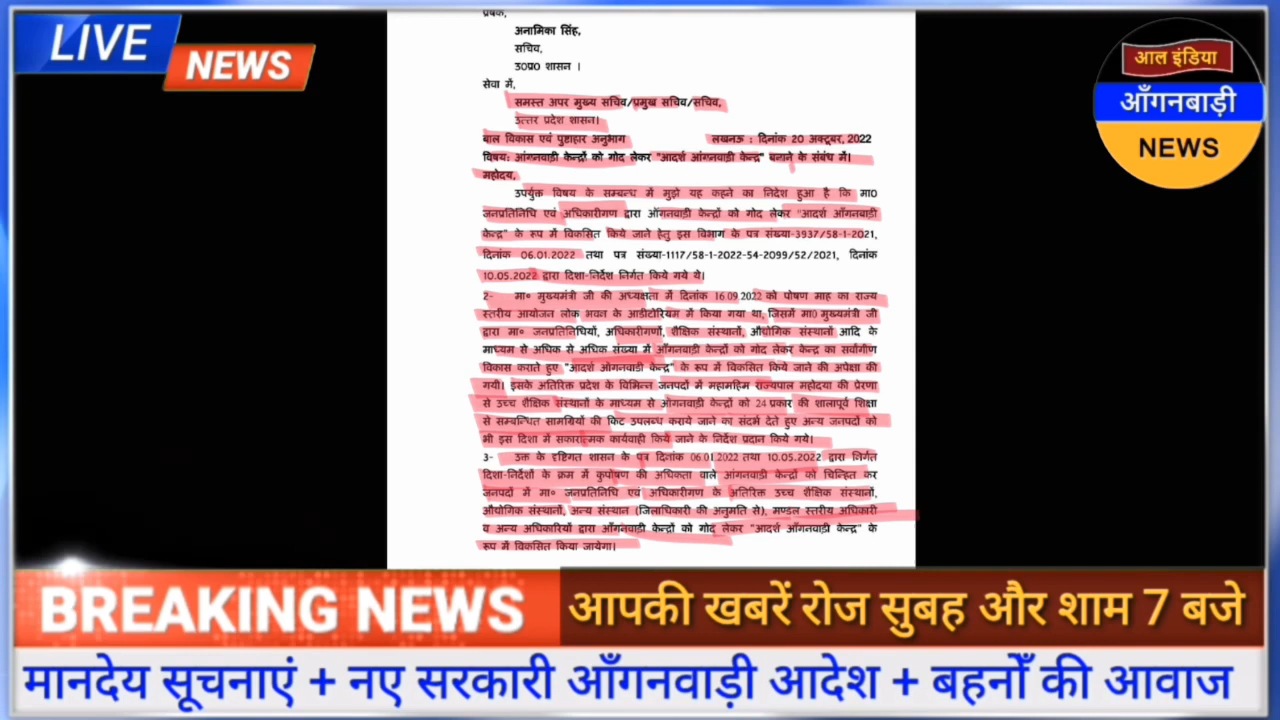 LIVE
NEWS
आल इंडिया
आँगनबाड़ी
NEWS
प्रेषक,
अनामिका सिंह,
सचिव,
उ0प्र0 शासन ।
सेवा में,
समस्त अपर मुख्य सचिव/प्रमुख सचिव/सचिव,
उत्तर प्रदेश शासन।
बाल विकास एवं पुष्टाहार अनुभाग लखनऊ : दिनांक 20 अक्टूबर, 2022
विषय: आंगनवाड़ी केन्द्रों को गोद लेकर "आदर्श आंगनवाड़ी केन्द्र" बनाने के संबंध में।
महोदय,
उपर्युक्त विषय के सम्बन्ध में मुझे यह कहने का निदेश हुआ है कि मा0
जनप्रतिनिधि एवं अधिकारीगण द्वारा ऑगनवाड़ी केन्द्रों को गोद लेकर "आदर्श ऑगनबाड़ी
केन्द्र" के रूप में विकसित किये जाने हेतु इस विभाग के पत्र संख्या-3937/58-1-2021,
दिनांक 06.01.2022 तथा पत्र संख्या-1117/58-1-2022-54-2099/52/2021, दिनांक
10.05.2022 द्वारा दिशा-निर्देश निर्गत किये गये थे।
2- मा० मुख्यमंत्री जी की अध्यक्षता में दिनांक 16.09.2022 को पोषण माह का राज्य
स्तरीय आयोजन लोक भवन के आडीटोरियम में किया गया था, जिसमें मा0 मुख्यमंत्री जी
द्वारा मा० जनप्रतिनिधियों, अधिकारीगणों, शैक्षिक संस्थानों, औद्योगिक संस्थानों आदि के
माध्यम से अधिक से अधिक संख्या में ऑगनवाड़ी केन्द्रों को गोद लेकर केन्द्र का सर्वांगीण
विकास कराते हुए "आदर्श ऑगनवाड़ी केन्द्र" के रूप में विकसित किये जाने की अपेक्षा की
गयी। इसके अतिरिक्त प्रदेश के विभिन्न जनपदों में महामहिम राज्यपाल महोदया की प्रेरणा
से उच्च शैक्षिक संस्थानों के माध्यम से ऑगनवाड़ी केन्द्रों को 24 प्रकार की शालापूर्व शिक्षा
से सम्बन्धित सामग्रियों की किट उपलब्ध कराये जाने का संदर्भ देते हुए अन्य जनपदों को
भी इस दिशा में सकारात्मक कार्यवाही किये जाने के निर्देश प्रदान किये गये।
3- उक्त के दृष्टिगत शासन के पत्र दिनांक 06.01.2022 तथा 10.05.2022 द्वारा निर्गत
दिशा-निर्देशों के क्रम में कुपोषण की अधिकता वाले आंगनवाड़ी केन्द्रों को चिन्हित कर
जनपदों में मा० जनप्रतिनिधि एवं अधिकारीगण के अतिरिक्त उच्च शैक्षिक संस्थानों,
औद्योगिक संस्थानों, अन्य संस्थान (जिलाधिकारी की अनुमति से), मण्डल स्तरीय अधिकारी
व अन्य अधिकारियों द्वारा ऑंगनवाड़ी केन्द्रों को गोद लेकर "आदर्श ऑंगनवाड़ी केन्द्र" के
रूप में विकसित किया जायेगा।
BREAKING NEWS
आपकी खबरें रोज सुबह और शाम 7 बजे
मानदेय सूचनाएं + नए सरकारी आँगनवाड़ी आदेश + बहनोँ की आवाज